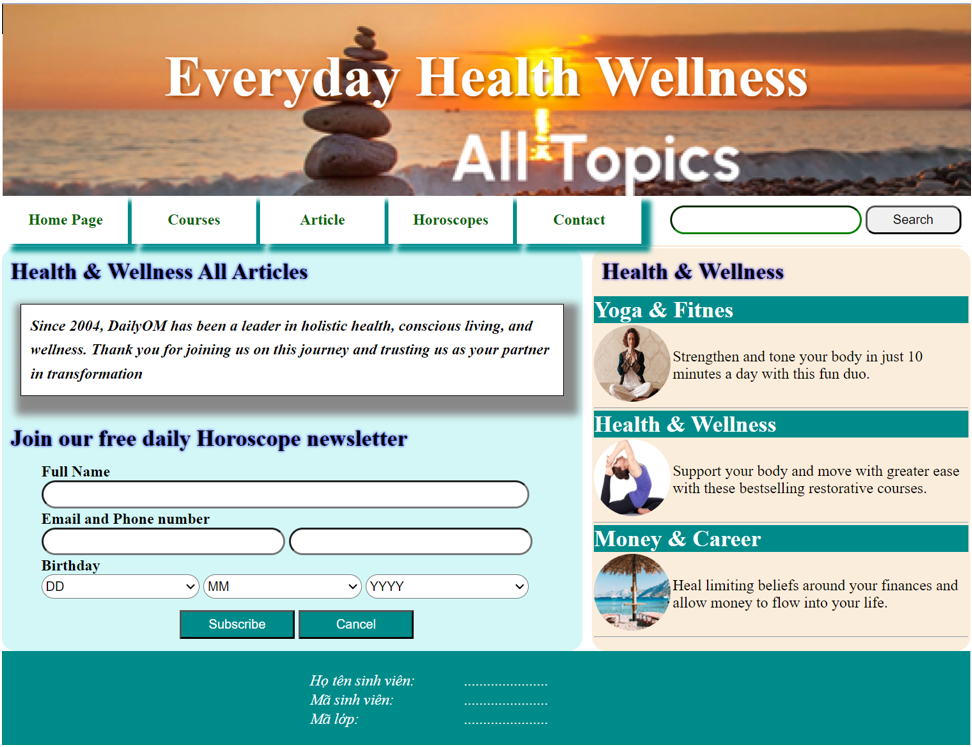 Everyday Health Wellness
All Topics
Home Page
Courses
Article
Horoscopes
Contact
Search
Health & Wellness All Articles
Since 2004, DailyOM has been a leader in holistic health, conscious living, and
wellness. Thank you for joining us on this journey and trusting us as your partner
in transformation
Join our free daily Horoscope newsletter
Full Name
Email and Phone number
Birthday
DD
MM
YYYY
Subscribe
Cancel
Health & Wellness
Yoga & Fitnes
Strengthen and tone your body in just 10
minutes a day with this fun duo.
Health & Wellness
Support your body and move with greater ease
with these bestselling restorative courses.
Money & Career
Heal limiting beliefs around your finances and
allow money to flow into your life.
Họ tên sinh viên: ......................
Mã sinh viên: ......................
Mã lớp: ......................